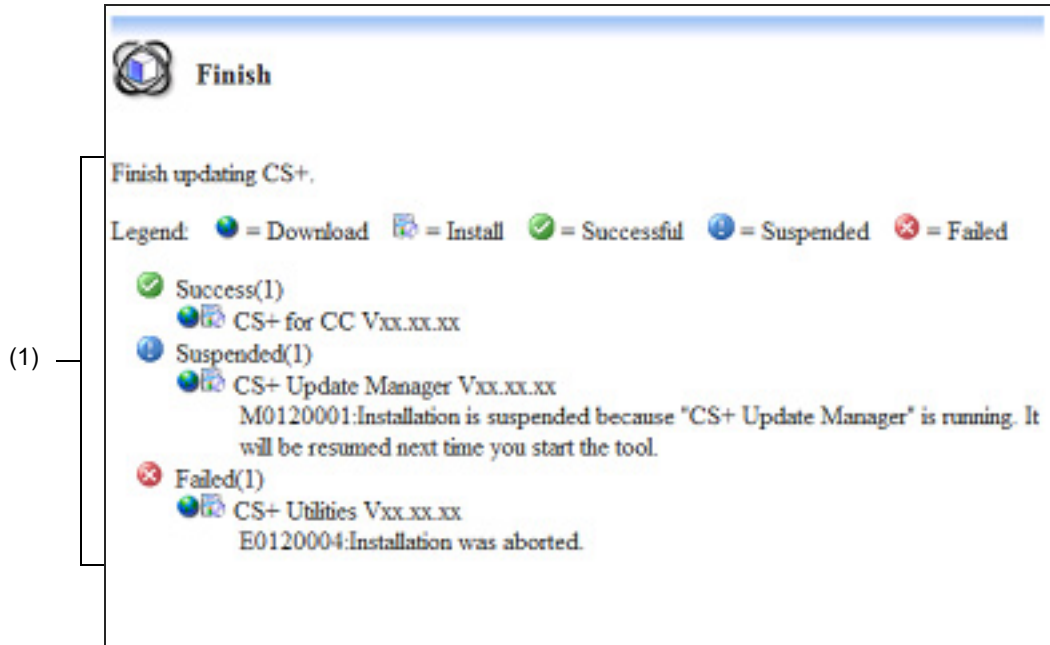 Finish
Finish updating CS+.
Legend: = Download = Install = Successful = Suspended = Failed
Success(1)
CS+ for CC Vxx.xx.xx
(1)
Suspended(1)
CS+ Update Manager Vxx.xx.xx
M0120001:Installation is suspended because "CS+ Update Manager" is running. It
will be resumed next time you start the tool.
Failed(1)
CS+ Utilities Vxx.xx.xx
E0120004:Installation was aborted.